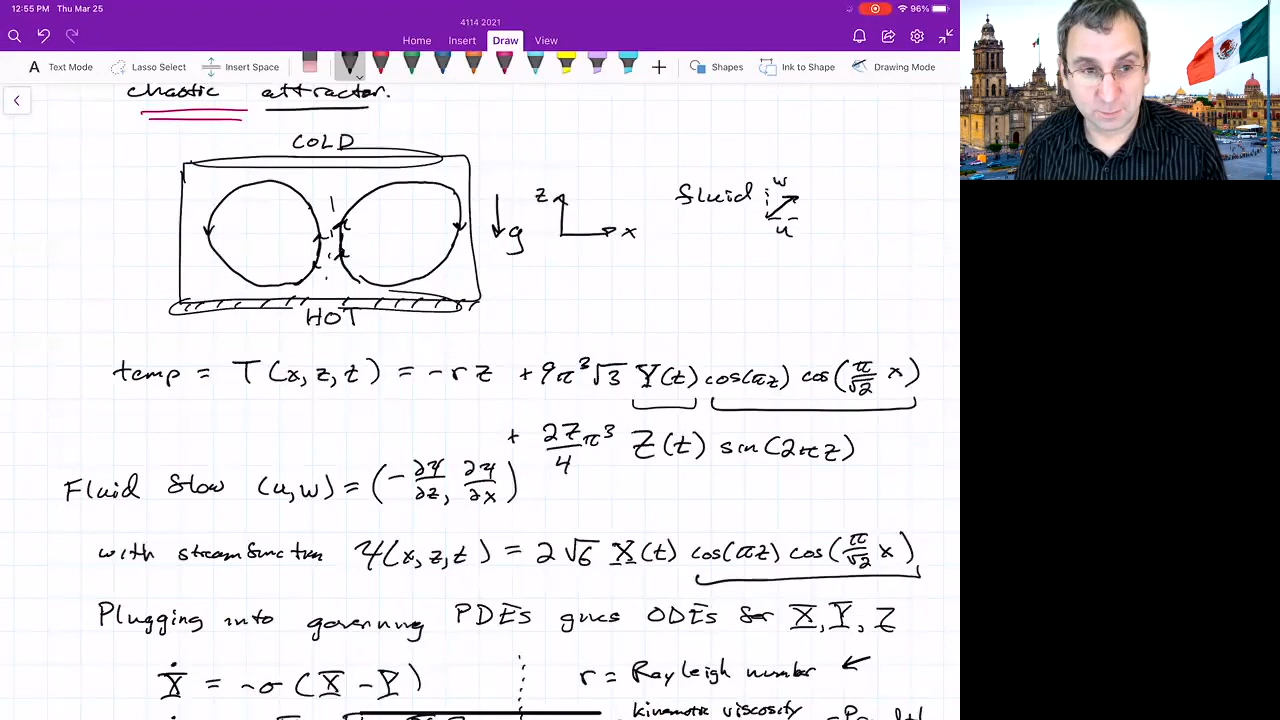 12:55 PM Thu Mar 25
96%
4114 2021
Home Insert Draw View
Text Mode Lasso Select Insert Space Shapes Ink to Shape Drawing Mode
chaotic attractor.
COLD
HOT
g
z x
fluid w u
temp = T(x,z,t) = -rz + 9π³√3 Y(t) cos(πz) cos(π/√2 x)
+ 27/4 π³ Z(t) sin(2πz)
Fluid flow (u,w) = (-∂ψ/∂z, ∂ψ/∂x)
with streamfunction ψ(x,z,t) = 2√6 X(t) cos(πz) cos(π/√2 x)
Plugging into governing PDEs gives ODEs for X, Y, Z
Ẋ = -σ(X - Y)
r = Rayleigh number ←
kinematic viscosity